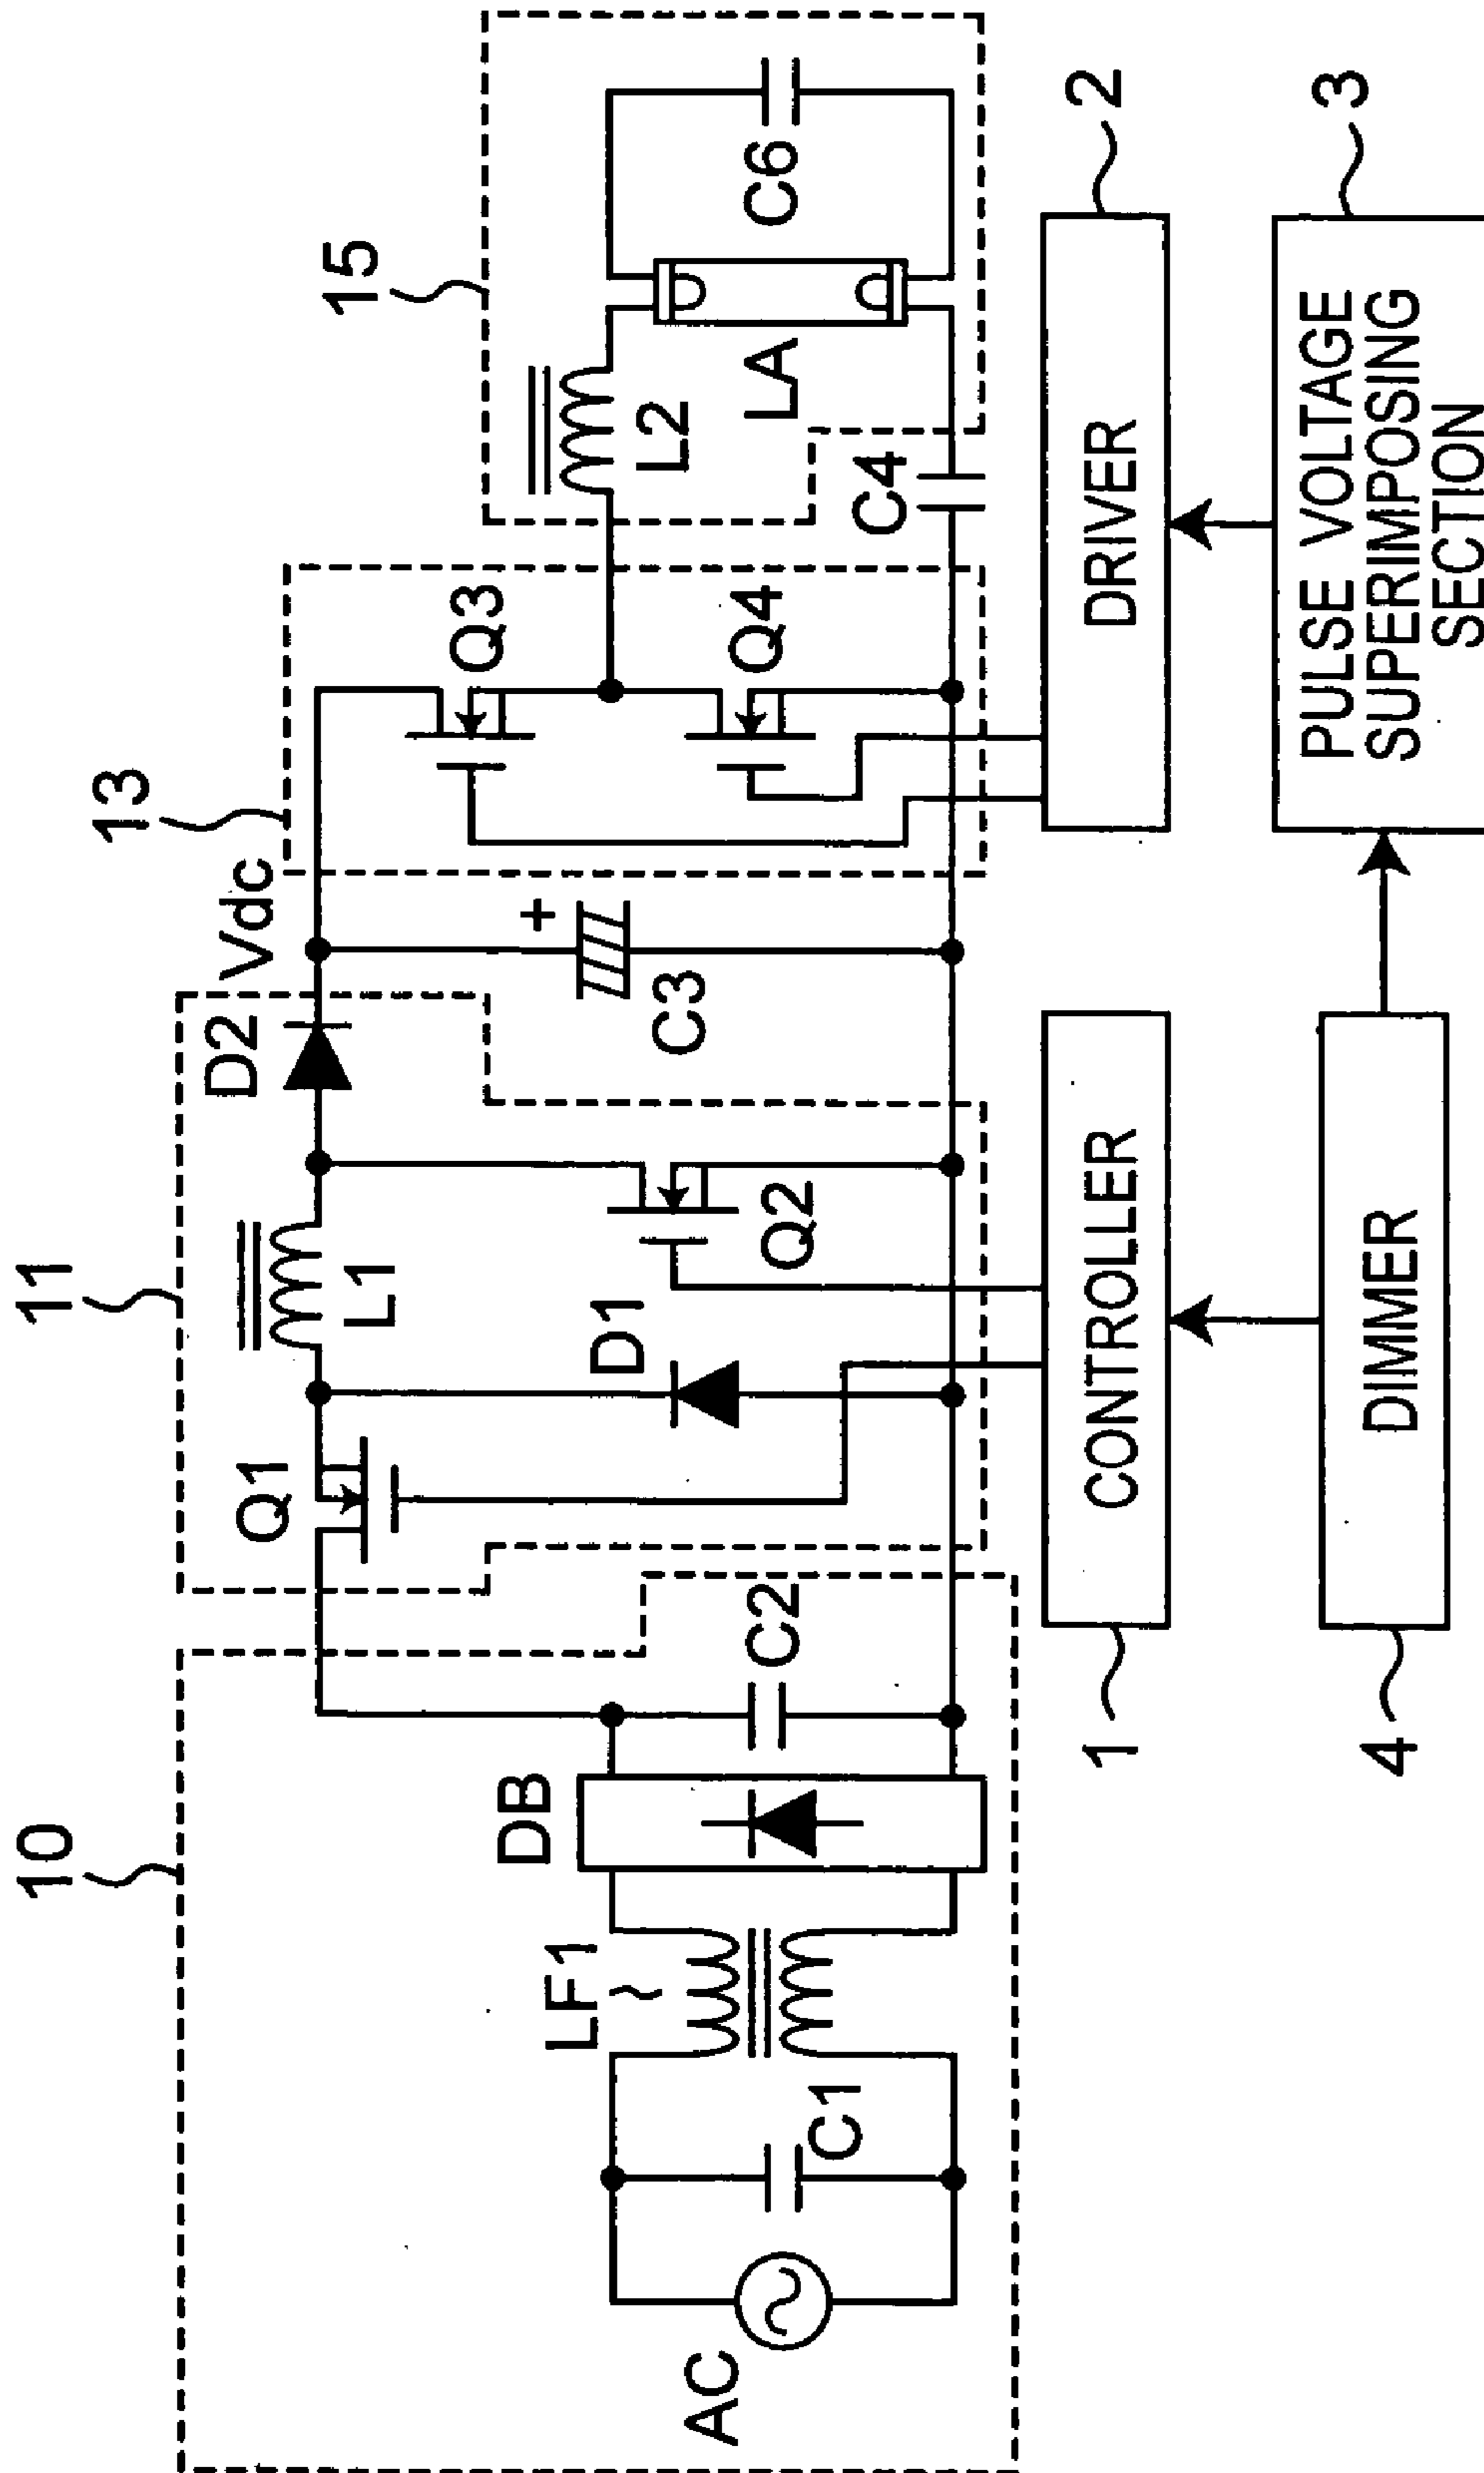 10
11
13
15
Q1
D2
Vdc
L1
Q3
L2
LF1
DB
D1
C3
AC
C1
C2
Q2
Q4
LA
C6
C4
1
CONTROLLER
DRIVER
2
4
DIMMER
PULSE VOLTAGE
SUPERIMPOSING
SECTION
3